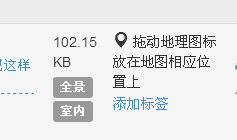 这样
102.15
KB
全景
室内
拖动地理图标
放在地图相应位
置上
添加标签